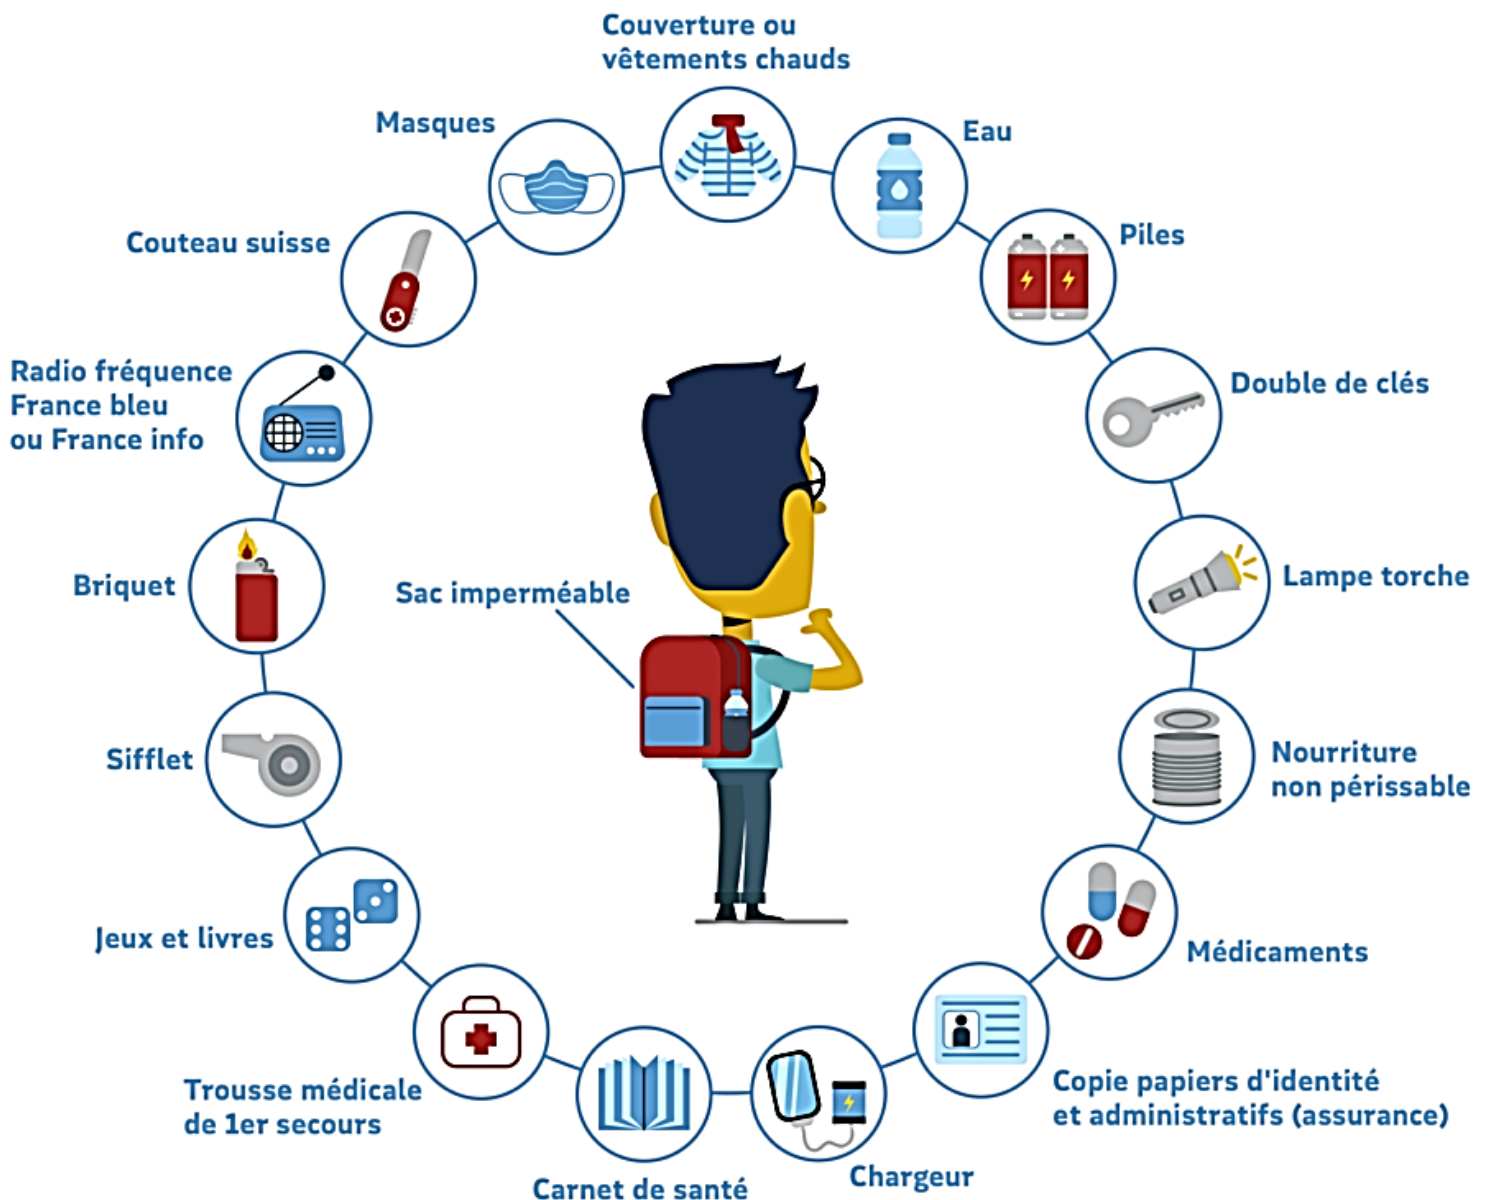 Couverture ou
vêtements chauds
Eau
Piles
Double de clés
Lampe torche
Nourriture
non périssable
Médicaments
Copie papiers d'identité
et administratifs (assurance)
Chargeur
Carnet de santé
Trousse médicale
de 1er secours
Jeux et livres
Sifflet
Briquet
Radio fréquence
France bleu
ou France info
Couteau suisse
Masques
Sac imperméable